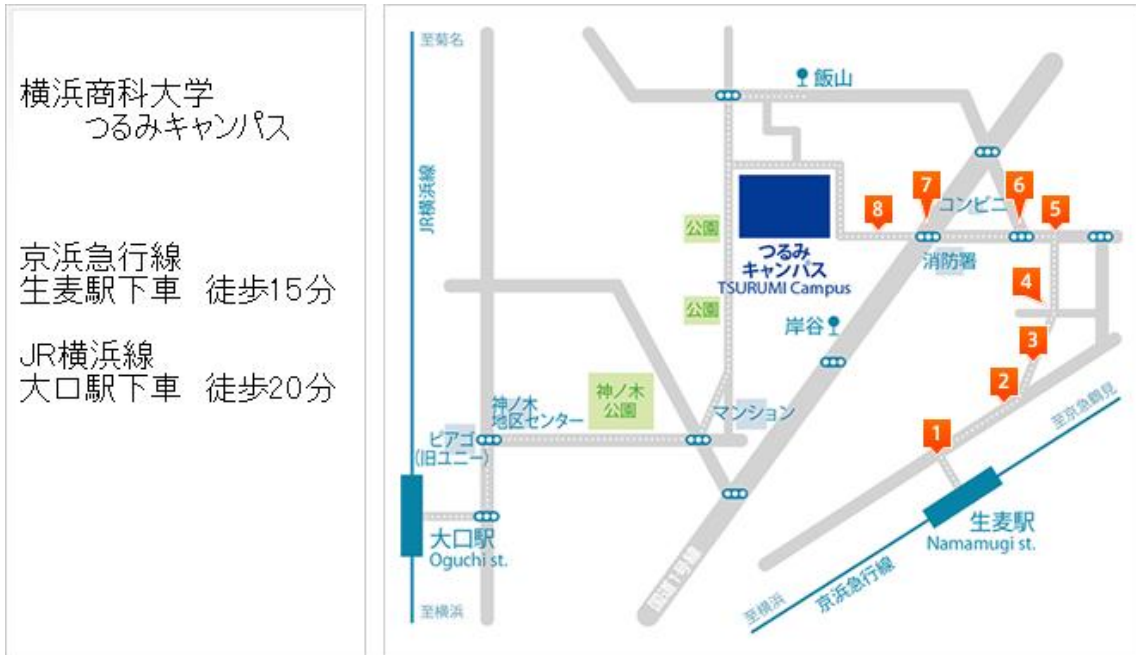 横浜商科大学
つるみキャンパス
京浜急行線
生麦駅下車　徒歩15分
JR横浜線
大口駅下車　徒歩20分
至菊名
JR横浜線
飯山
公園
つるみ
キャンパス
TSURUMI Campus
8
7
コンビニ
6
5
消防署
4
公園
岸谷
3
2
神ノ木
公園
神ノ木
地区センター
マンション
ピアゴ
(旧ユニー)
1
至京急鶴見
大口駅
Oguchi st.
生麦駅
Namamugi st.
国道1号線
京浜急行線
至横浜
至横浜